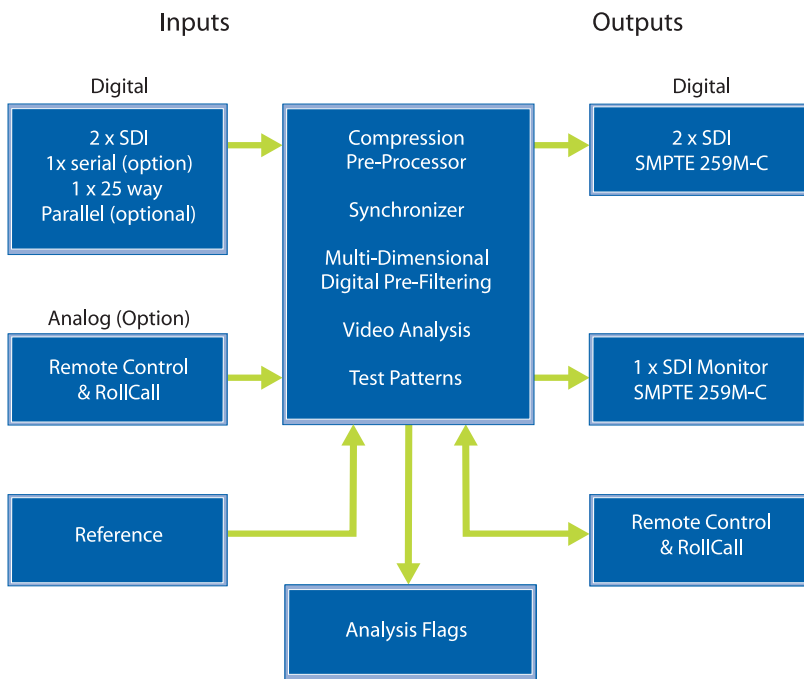 Inputs
Outputs
Digital
2 x SDI
1x serial (option)
1 x 25 way
Parallel (optional)
Analog (Option)
Remote Control
& RollCall
Reference
Compression
Pre-Processor
Synchronizer
Multi-Dimensional
Digital Pre-Filtering
Video Analysis
Test Patterns
Analysis Flags
Digital
2 x SDI
SMPTE 259M-C
1 x SDI Monitor
SMPTE 259M-C
Remote Control
& RollCall